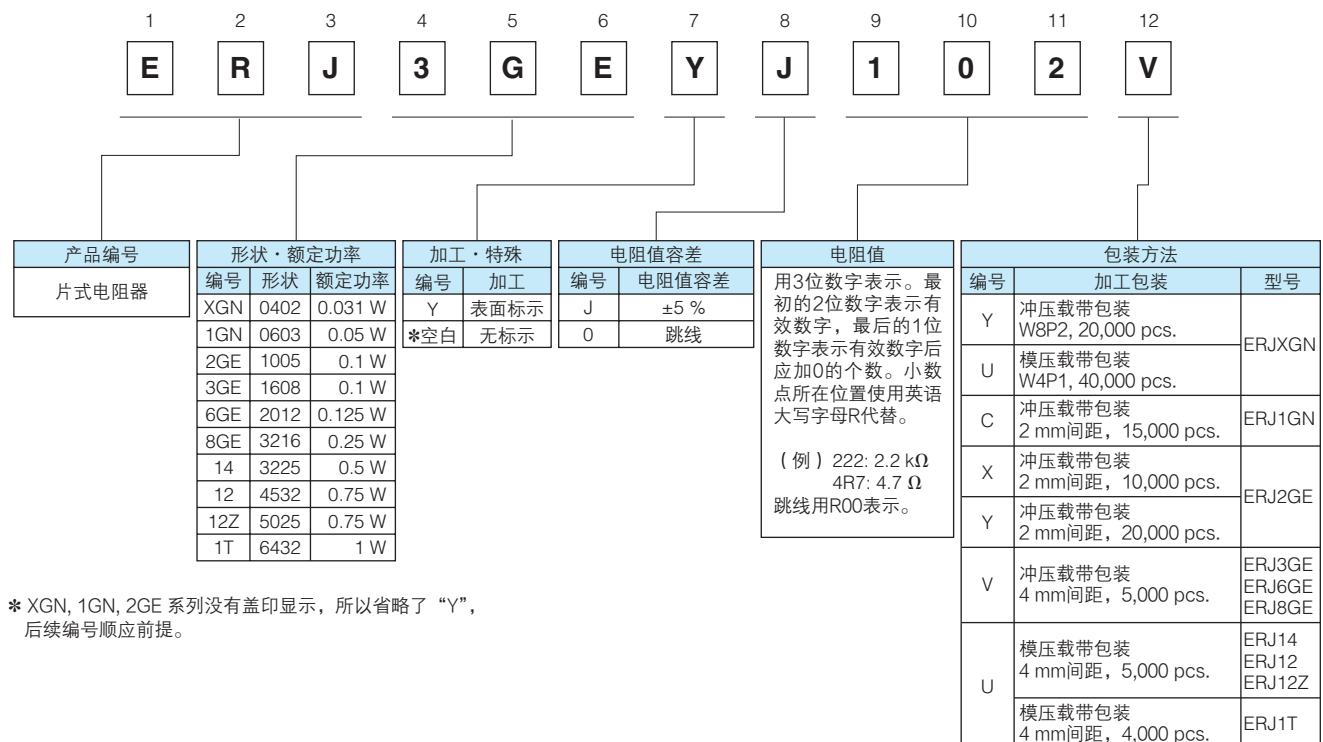 1 2 3 4 5 6 7 8 9 10 11 12
E R J 3 G E Y J 1 0 2 V
产品编号
片式电阻器
形状・额定功率
编号 形状 额定功率
XGN 0402 0.031 W
1GN 0603 0.05 W
2GE 1005 0.1 W
3GE 1608 0.1 W
6GE 2012 0.125 W
8GE 3216 0.25 W
14 3225 0.5 W
12 4532 0.75 W
12Z 5025 0.75 W
1T 6432 1 W
加工・特殊
编号 加工
Y 表面标示
✽空白 无标示
电阻值容差
编号 电阻值容差
J ±5 %
0 跳线
电阻值
用3位数字表示。最
初的2位数字表示有
效数字，最后的1位
数字表示有效数字后
应加0的个数。小数
点所在位置使用英语
大写字母R代替。
（例）222: 2.2 kΩ
4R7: 4.7 Ω
跳线用R00表示。
包装方法
编号 加工包装 型号
Y 冲压载带包装
W8P2, 20,000 pcs.
ERJXGN
U 模压载带包装
W4P1, 40,000 pcs.
C 冲压载带包装
2 mm间距，15,000 pcs.
ERJ1GN
X 冲压载带包装
2 mm间距，10,000 pcs.
ERJ2GE
Y 冲压载带包装
2 mm间距，20,000 pcs.
V 冲压载带包装
4 mm间距，5,000 pcs.
ERJ3GE
ERJ6GE
ERJ8GE
U 模压载带包装
4 mm间距，5,000 pcs.
ERJ14
ERJ12
ERJ12Z
模压载带包装
4 mm间距，4,000 pcs.
ERJ1T
✽ XGN, 1GN, 2GE 系列没有盖印显示，所以省略了“Y”，
后续编号顺应前提。